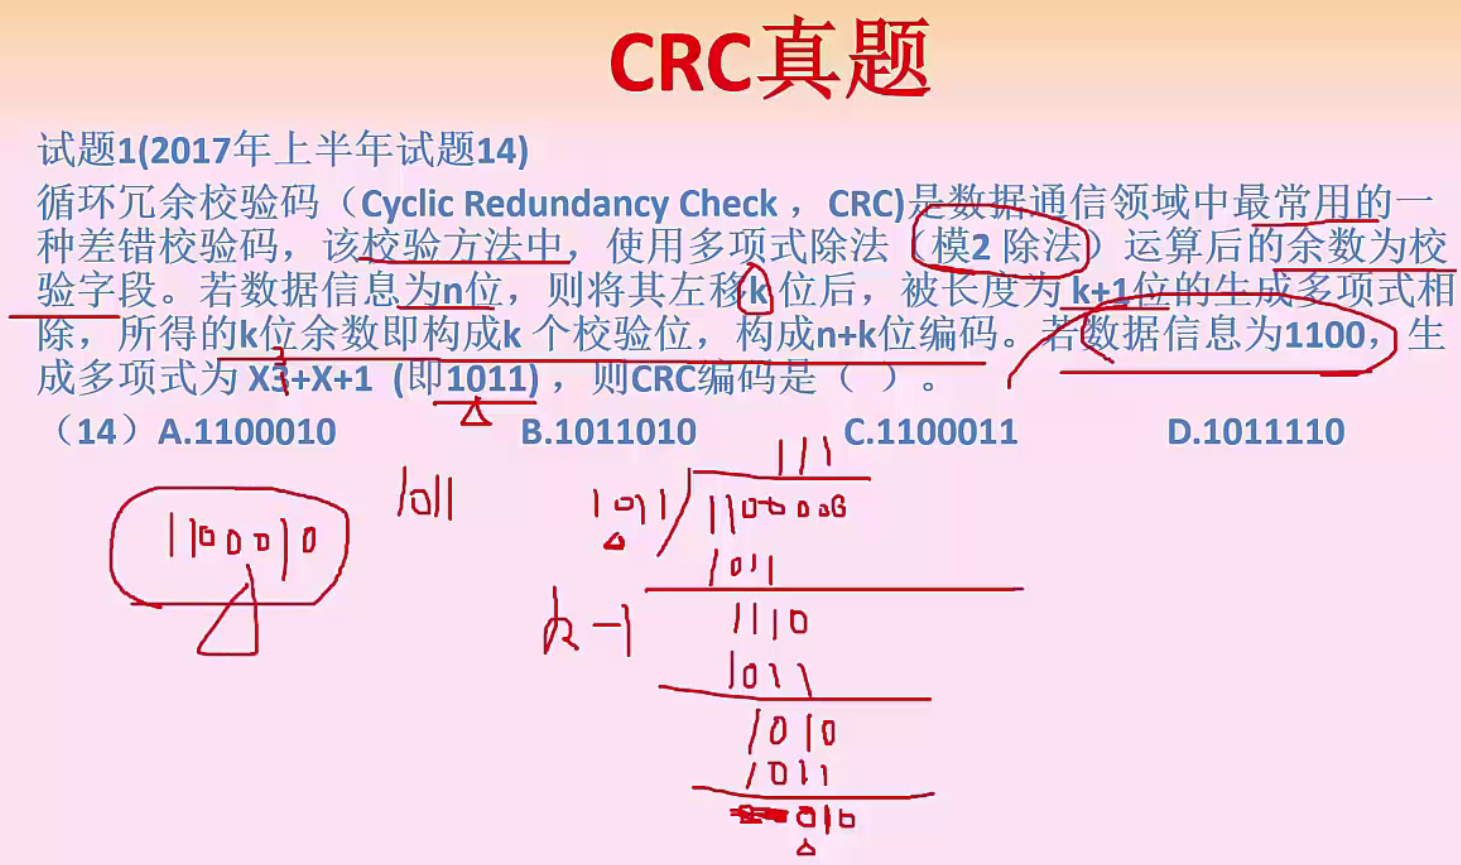 CRC真题
试题1(2017年上半年试题14)
循环冗余校验码（Cyclic Redundancy Check ，CRC)是数据通信领域中最常用的一
种差错校验码，该校验方法中，使用多项式除法（模2 除法）运算后的余数为校
验字段。若数据信息为n位，则将其左移k 位后，被长度为 k+1位的生成多项式相
除，所得的k位余数即构成k 个校验位，构成n+k位编码。若数据信息为1100，生
成多项式为 X3+X+1 (即1011) ，则CRC编码是（ ）。
（14）A.1100010 B.1011010 C.1100011 D.1011110
111
1011
1011 1100000
1100010
1011
1110
k-1
1011
1010
1011
010